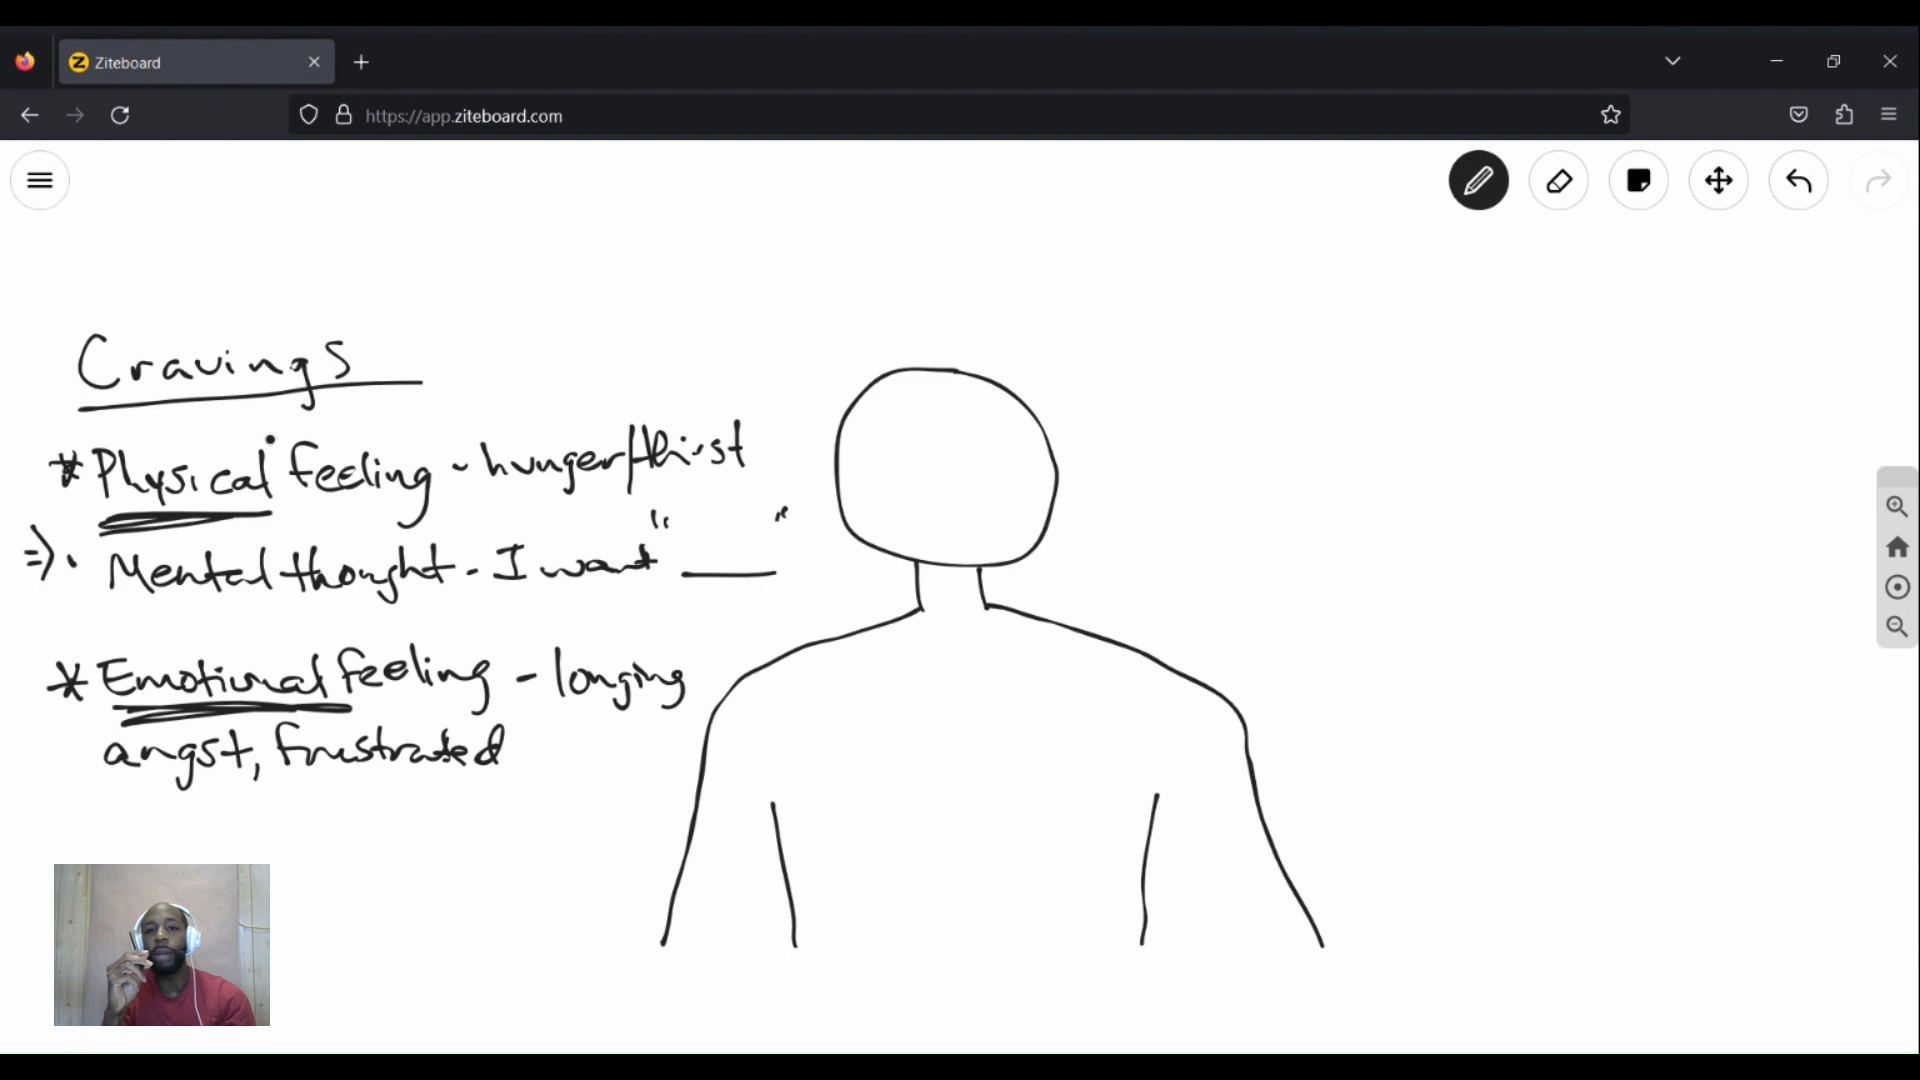 Ziteboard
https://app.ziteboard.com
Cravings
* Physical feeling - hunger/thirst
=> • Mental thought - I want " ____ "
* Emotional feeling - longing
angst, frustrated